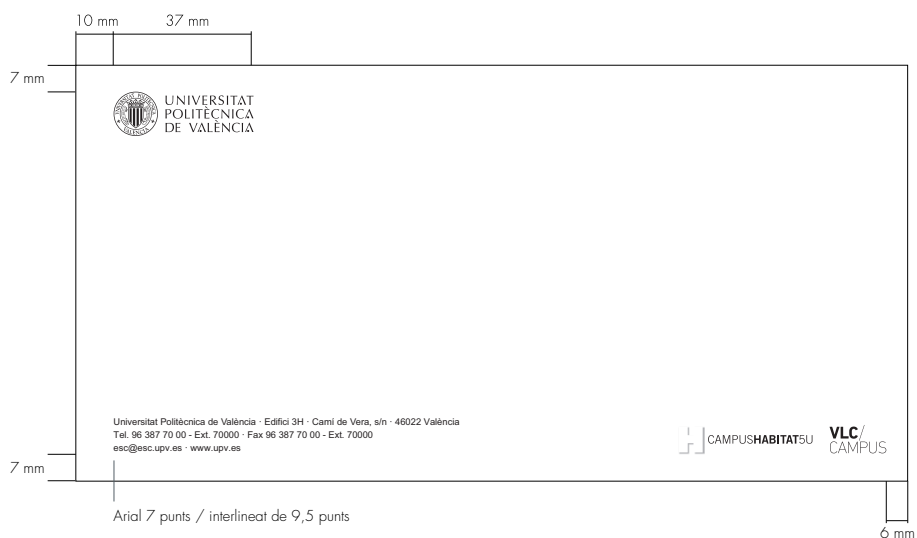 10 mm
37 mm
7 mm
UNIVERSITAT
POLITÈCNICA
DE VALÈNCIA
Universitat Politècnica de València · Edifici 3H · Camí de Vera, s/n · 46022 València
Tel. 96 387 70 00 - Ext. 70000 · Fax 96 387 70 00 - Ext. 70000
esc@esc.upv.es · www.upv.es
CAMPUSHABITAT5U
VLC/
CAMPUS
7 mm
Arial 7 punts / interlineat de 9,5 punts
6 mm